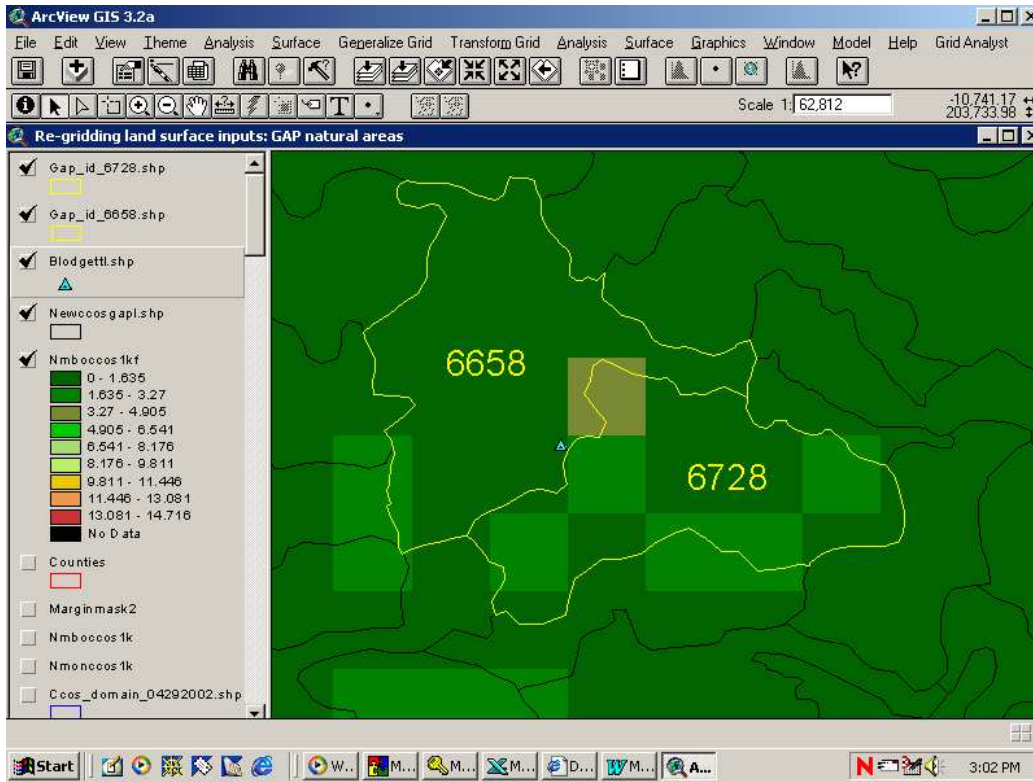 ArcView GIS 3.2a
File Edit View Theme Analysis Surface Generalize Grid Transform Grid Analysis Surface Graphics Window Model Help Grid Analyst
Scale 1: 62,812
-10,741.17
203,733.98
Re-gridding land surface inputs: GAP natural areas
Gap_id_6728.shp
Gap_id_6658.shp
Blodgettl.shp
Newccosgapl.shp
Nmboccos1kf
0 - 1.635
1.635 - 3.27
3.27 - 4.905
4.905 - 6.541
6.541 - 8.176
8.176 - 9.811
9.811 - 11.446
11.446 - 13.081
13.081 - 14.716
No Data
Counties
Marginmask2
Nmboccos1k
Nmonccos1k
Ccos_domain_04292002.shp
6658
6728
Start W... M... M... M... D... M... A... 3:02 PM